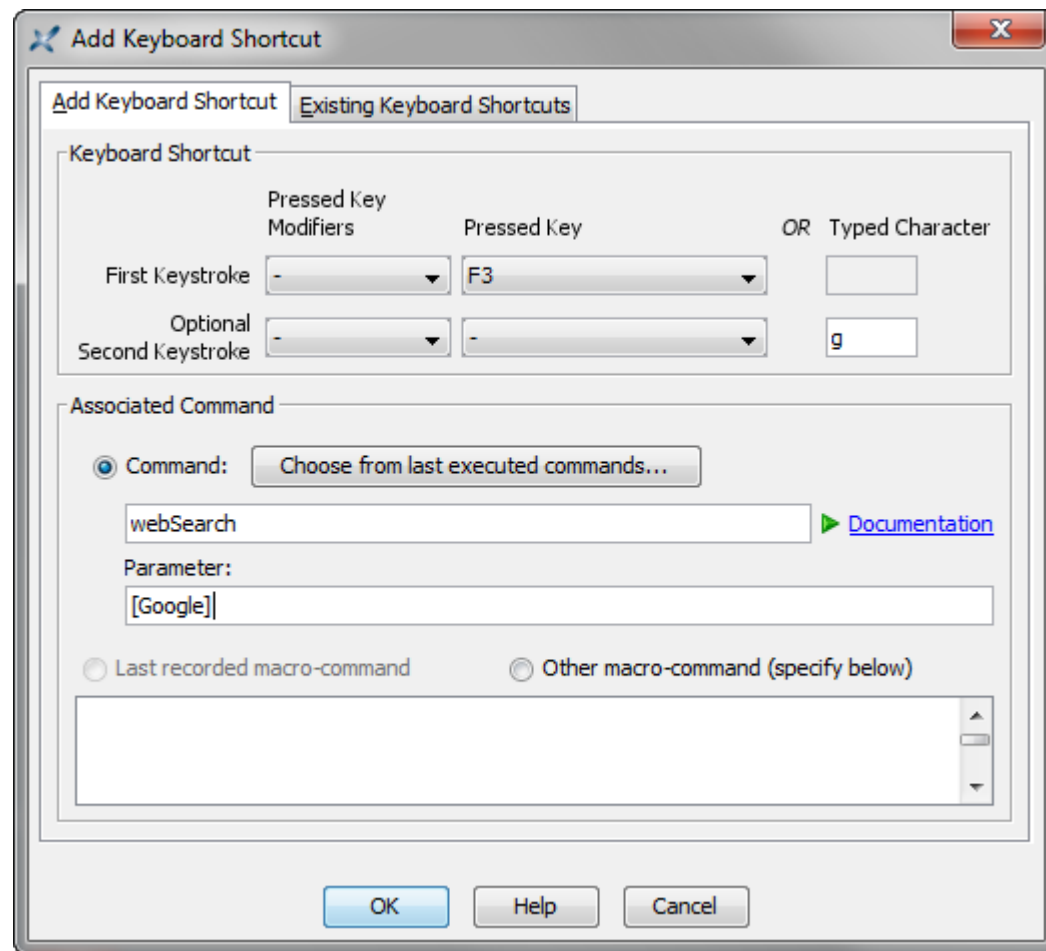 Add Keyboard Shortcut
Add Keyboard Shortcut Existing Keyboard Shortcuts
Keyboard Shortcut
Pressed Key
Modifiers Pressed Key OR Typed Character
First Keystroke - F3
Optional
Second Keystroke - - g
Associated Command
Command: Choose from last executed commands...
webSearch Documentation
Parameter:
[Google]
Last recorded macro-command Other macro-command (specify below)
OK Help Cancel